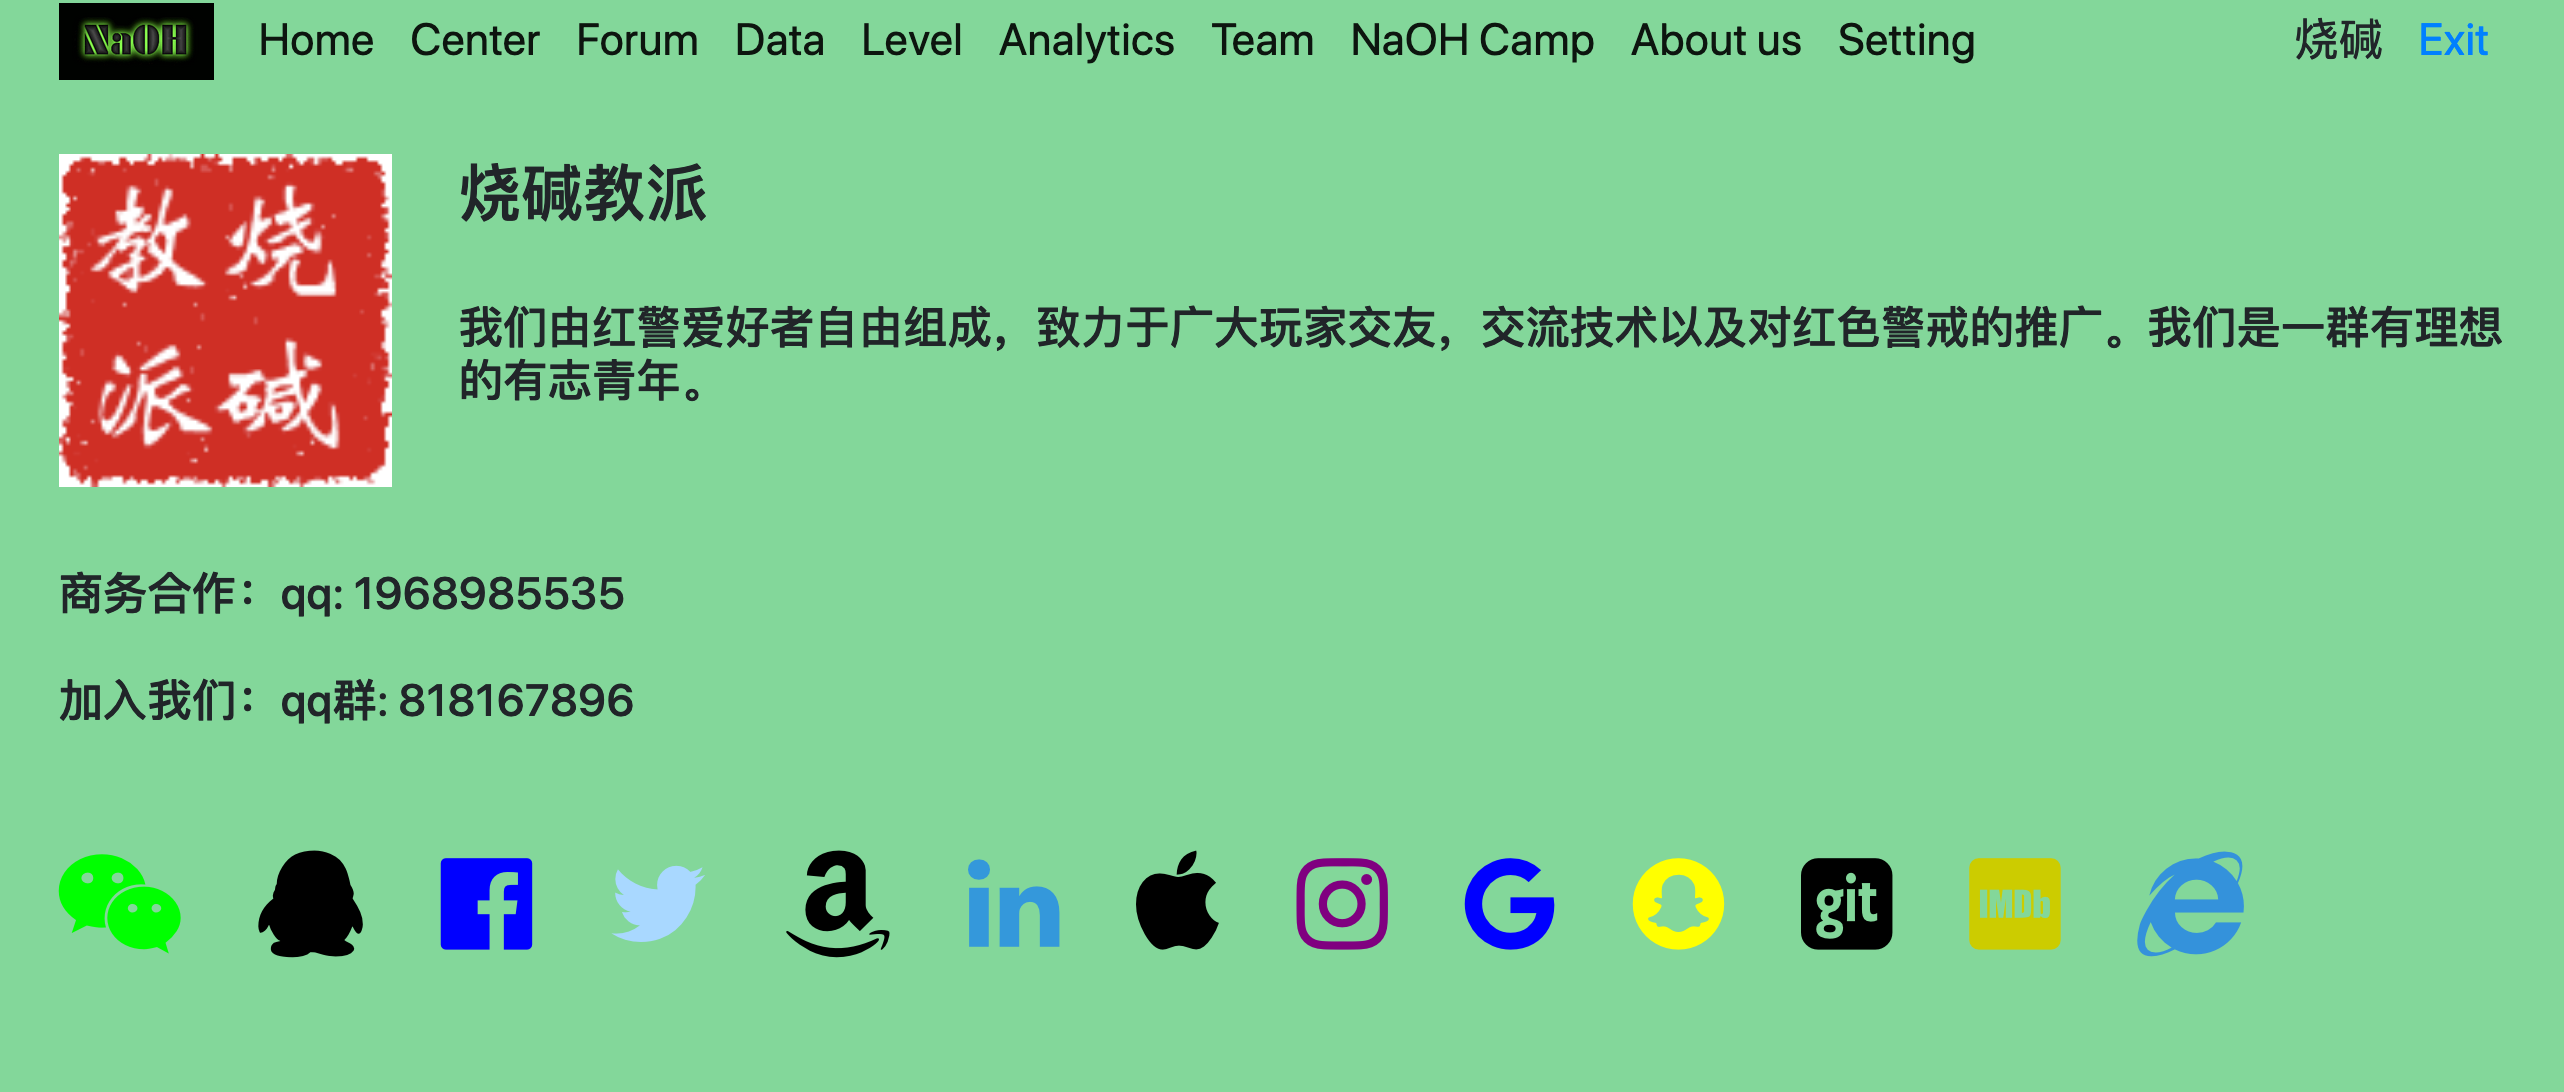 NaOH Home Center Forum Data Level Analytics Team NaOH Camp About us Setting 烧碱 Exit
烧碱
教派
烧碱教派
我们由红警爱好者自由组成，致力于广大玩家交友，交流技术以及对红色警戒的推广。我们是一群有理想
的有志青年。
商务合作：qq: 1968985535
加入我们：qq群: 818167896
f a in G git IMDb e